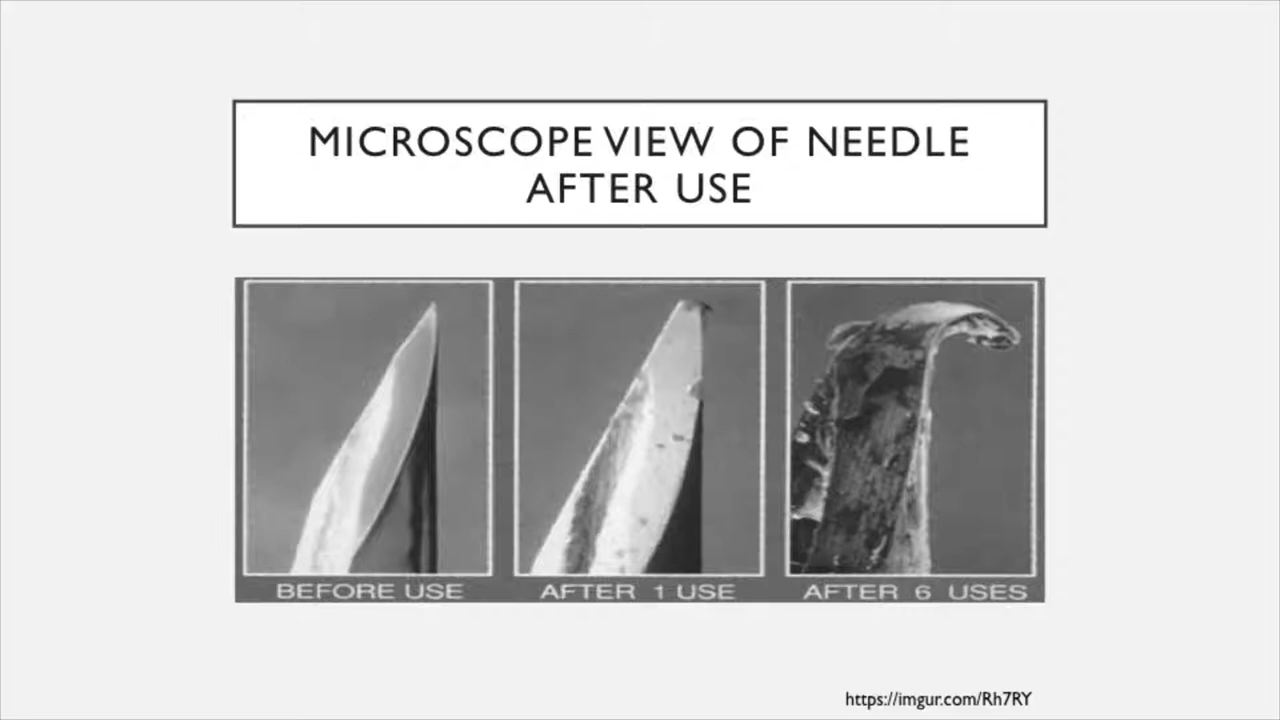 MICROSCOPE VIEW OF NEEDLE
AFTER USE
BEFORE USE
AFTER 1 USE
AFTER 6 USES
https://imgur.com/Rh7RY